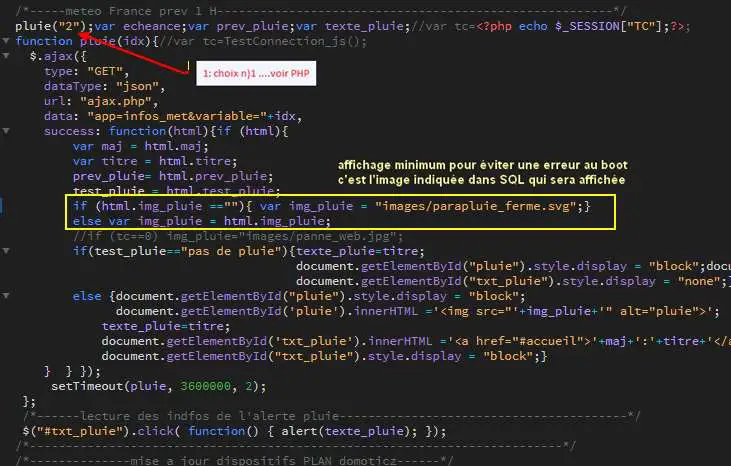 /*-----meteo France prev 1 H-----------------------------------------------*/
pluie("2");var echeance;var prev_pluie;var texte_pluie;//var tc=<?php echo $_SESSION["TC"];?>;
function pluie(idx){//var tc=TestConnection_js();
$.ajax({
type: "GET",
1: choix n)1 ....voir PHP
dataType: "json",
url: "ajax.php",
data: "app=infos_met&variable="+idx,
success: function(html){if (html){
var maj = html.maj;
var titre = html.titre;
affichage minimum pour éviter une erreur au boot
prev_pluie= html.prev_pluie;
c'est l'image indiquée dans SQL qui sera affichée
test_pluie = html.test_pluie;
if (html.img_pluie ==""){ var img_pluie = "images/parapluie_ferme.svg";}
else var img_pluie = html.img_pluie;
//if (tc==0) img_pluie="images/panne_web.jpg";
if(test_pluie=="pas de pluie"){texte_pluie=titre;
document.getElementById("pluie").style.display = "block";docu
document.getElementById("txt_pluie").style.display = "none";}
else {document.getElementById("pluie").style.display = "block";
document.getElementById('pluie').innerHTML ='<img src="'+img_pluie+'" alt="pluie">';
texte_pluie=titre;
document.getElementById('txt_pluie').innerHTML ='<a href="#accueil">'+maj+':'+titre+'</a
document.getElementById("txt_pluie").style.display = "block";}
} } });
setTimeout(pluie, 3600000, 2);
};
/*------lecture des indfos de l'alerte pluie----------------------------------*/
$("#txt_pluie").click( function() { alert(texte_pluie); });
/*----------------------------------------------------------------*/
/*------------mise a jour dispositifs PLAN domoticz------*/